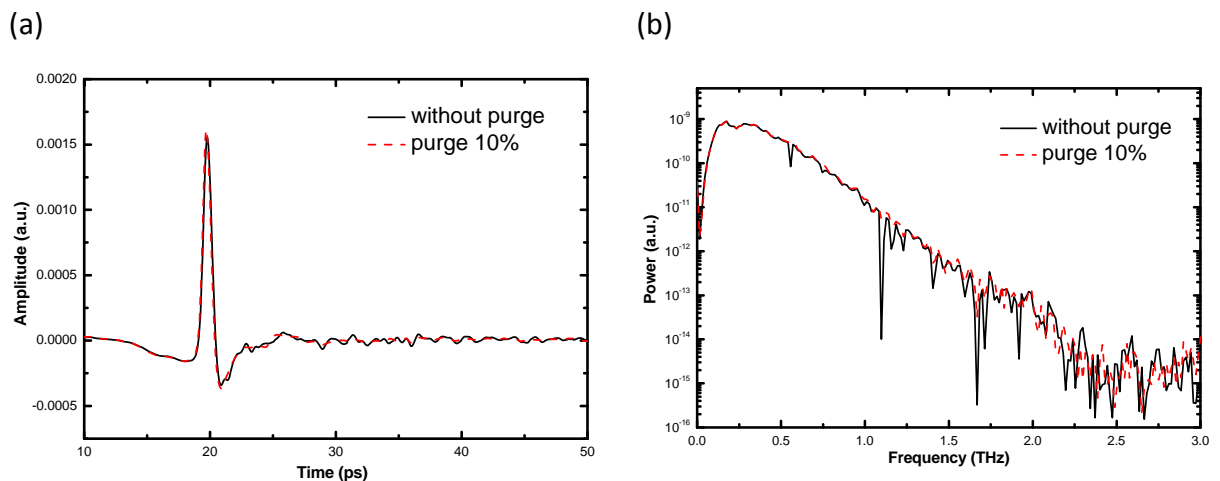 (a)
(b)
0.0020
0.0015
0.0010
0.0005
0.0000
-0.0005
Amplitude (a.u.)
without purge
purge 10%
10 20 30 40 50
Time (ps)
10⁻⁹
10⁻¹⁰
10⁻¹¹
10⁻¹²
10⁻¹³
10⁻¹⁴
10⁻¹⁵
10⁻¹⁶
Power (a.u.)
without purge
purge 10%
0.0 0.5 1.0 1.5 2.0 2.5 3.0
Frequency (THz)